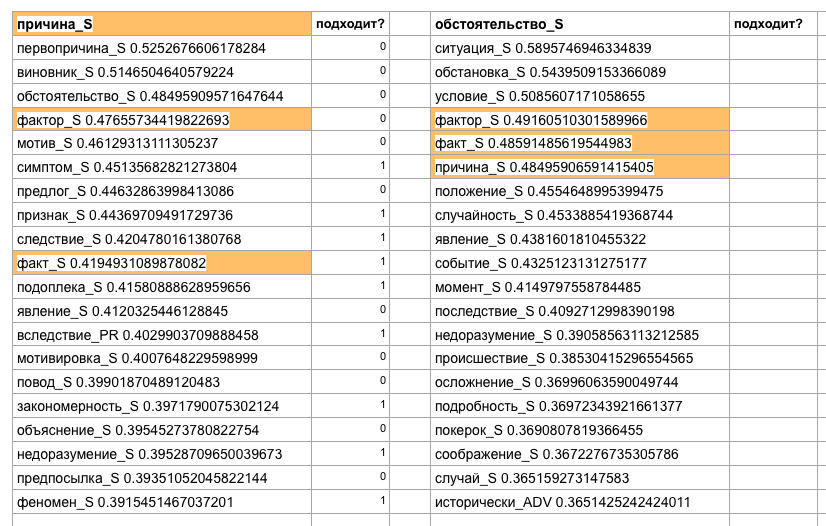 причина_S подходит? обстоятельство_S подходит?
первопричина_S 0.5252676606178284 0 ситуация_S 0.5895746946334839
виновник_S 0.5146504640579224 0 обстановка_S 0.5439509153366089
обстоятельство_S 0.48495909571647644 0 условие_S 0.5085607171058655
фактор_S 0.47655734419822693 0 фактор_S 0.49160510301589966
мотив_S 0.46129313111305237 0 факт_S 0.48591485619544983
симптом_S 0.45135682821273804 1 причина_S 0.48495906591415405
предлог_S 0.44632863998413086 0 положение_S 0.4554648995399475
признак_S 0.44369709491729736 1 случайность_S 0.4533885419368744
следствие_S 0.4204780161380768 1 явление_S 0.4381601810455322
факт_S 0.4194931089878082 1 событие_S 0.4325123131275177
подоплека_S 0.41580888628959656 1 момент_S 0.4149797558784485
явление_S 0.4120325446128845 0 последствие_S 0.4092712998390198
вследствие_PR 0.4029903709888458 1 недоразумение_S 0.39058563113212585
мотивировка_S 0.4007648229598999 0 происшествие_S 0.38530415296554565
повод_S 0.39901870489120483 0 осложнение_S 0.36996063590049744
закономерность_S 0.3971790075302124 1 подробность_S 0.36972343921661377
объяснение_S 0.39545273780822754 0 покерок_S 0.3690807819366455
недоразумение_S 0.39528709650039673 1 соображение_S 0.3672276735305786
предпосылка_S 0.39351052045822144 0 случай_S 0.365159273147583
феномен_S 0.3915451467037201 1 исторически_ADV 0.3651425242424011